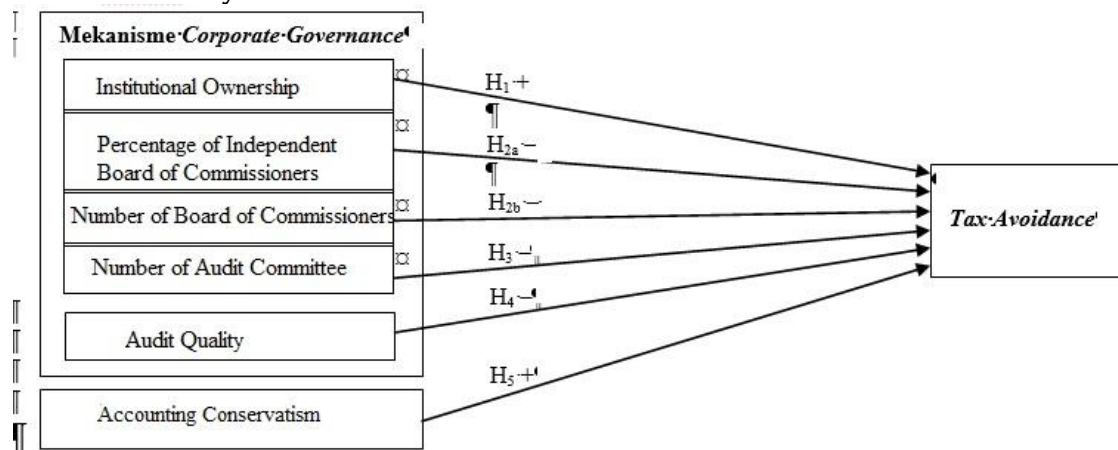 Mekanisme Corporate Governance
Institutional Ownership
H1 +
Percentage of Independent
Board of Commissioners
H2a –
Number of Board of Commissioners
H2b –
Tax Avoidance
Number of Audit Committee
H3 –
H4 –
Audit Quality
H5 +
Accounting Conservatism